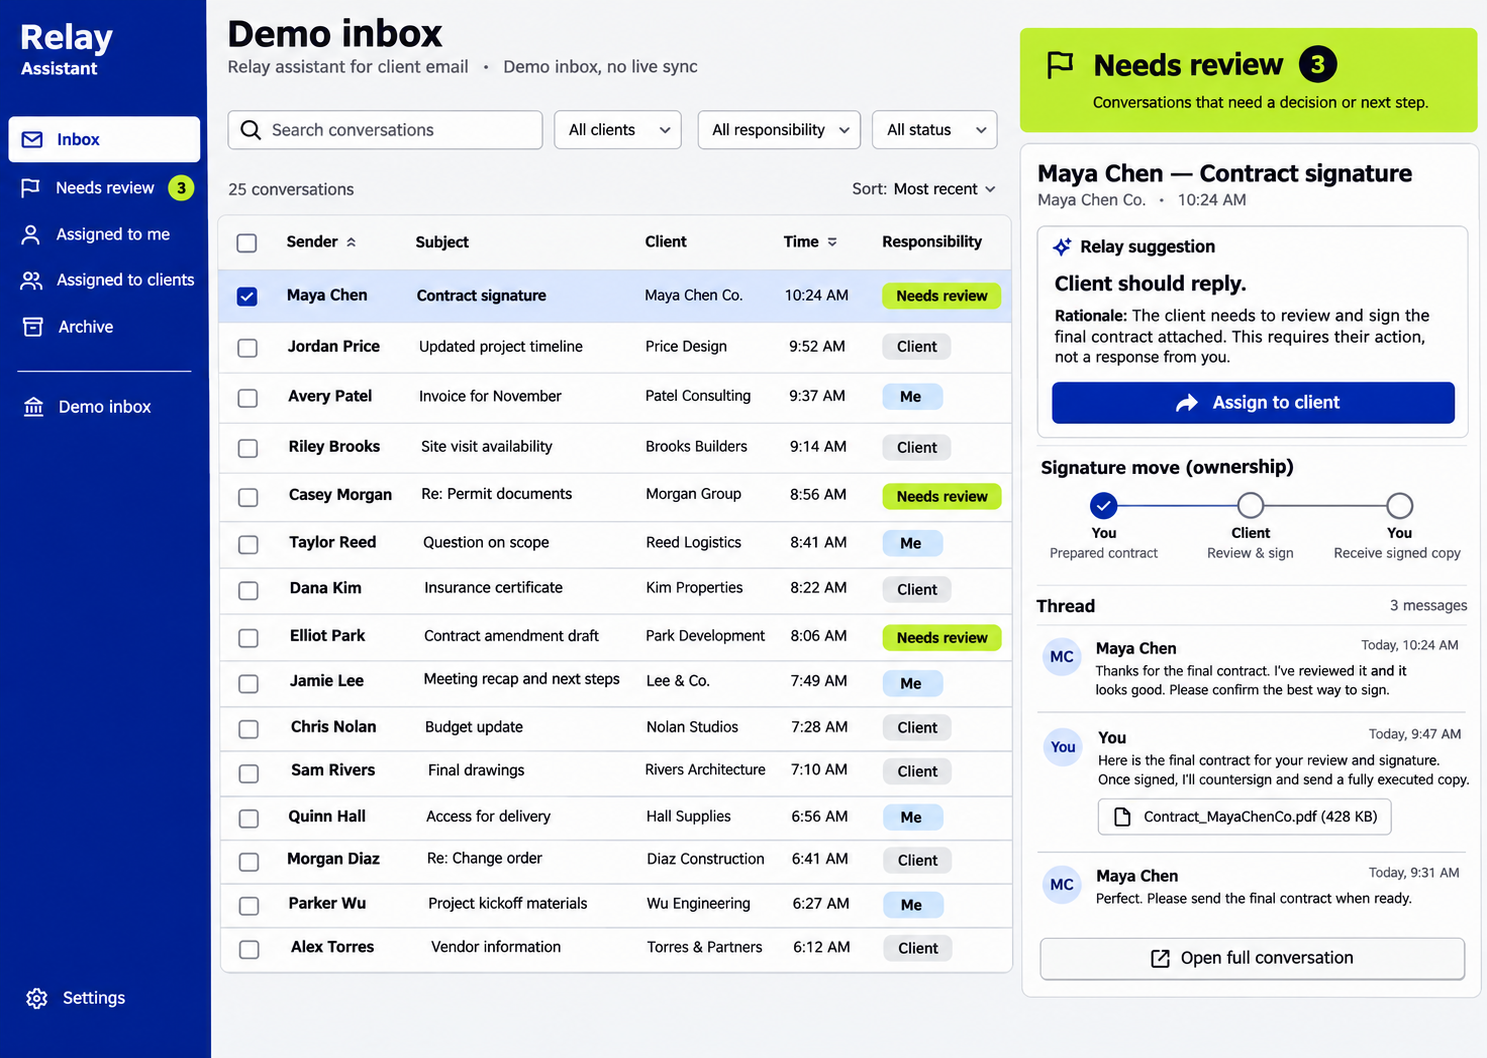 Relay
Assistant
Inbox
Needs review 3
Assigned to me
Assigned to clients
Archive
Demo inbox
Settings
Demo inbox
Relay assistant for client email • Demo inbox, no live sync
Search conversations
All clients
All responsibility
All status
25 conversations
Sort: Most recent
Sender Subject Client Time Responsibility
Maya Chen Contract signature Maya Chen Co. 10:24 AM Needs review
Jordan Price Updated project timeline Price Design 9:52 AM Client
Avery Patel Invoice for November Patel Consulting 9:37 AM Me
Riley Brooks Site visit availability Brooks Builders 9:14 AM Client
Casey Morgan Re: Permit documents Morgan Group 8:56 AM Needs review
Taylor Reed Question on scope Reed Logistics 8:41 AM Me
Dana Kim Insurance certificate Kim Properties 8:22 AM Client
Elliot Park Contract amendment draft Park Development 8:06 AM Needs review
Jamie Lee Meeting recap and next steps Lee & Co. 7:49 AM Me
Chris Nolan Budget update Nolan Studios 7:28 AM Client
Sam Rivers Final drawings Rivers Architecture 7:10 AM Client
Quinn Hall Access for delivery Hall Supplies 6:56 AM Me
Morgan Diaz Re: Change order Diaz Construction 6:41 AM Client
Parker Wu Project kickoff materials Wu Engineering 6:27 AM Me
Alex Torres Vendor information Torres & Partners 6:12 AM Client
Needs review 3
Conversations that need a decision or next step.
Maya Chen — Contract signature
Maya Chen Co. • 10:24 AM
Relay suggestion
Client should reply.
Rationale: The client needs to review and sign the
final contract attached. This requires their action,
not a response from you.
Assign to client
Signature move (ownership)
You Client You
Prepared contract Review & sign Receive signed copy
Thread 3 messages
MC Maya Chen Today, 10:24 AM
Thanks for the final contract. I've reviewed it and it
looks good. Please confirm the best way to sign.
You You Today, 9:47 AM
Here is the final contract for your review and signature.
Once signed, I'll countersign and send a fully executed copy.
Contract_MayaChenCo.pdf (428 KB)
MC Maya Chen Today, 9:31 AM
Perfect. Please send the final contract when ready.
Open full conversation